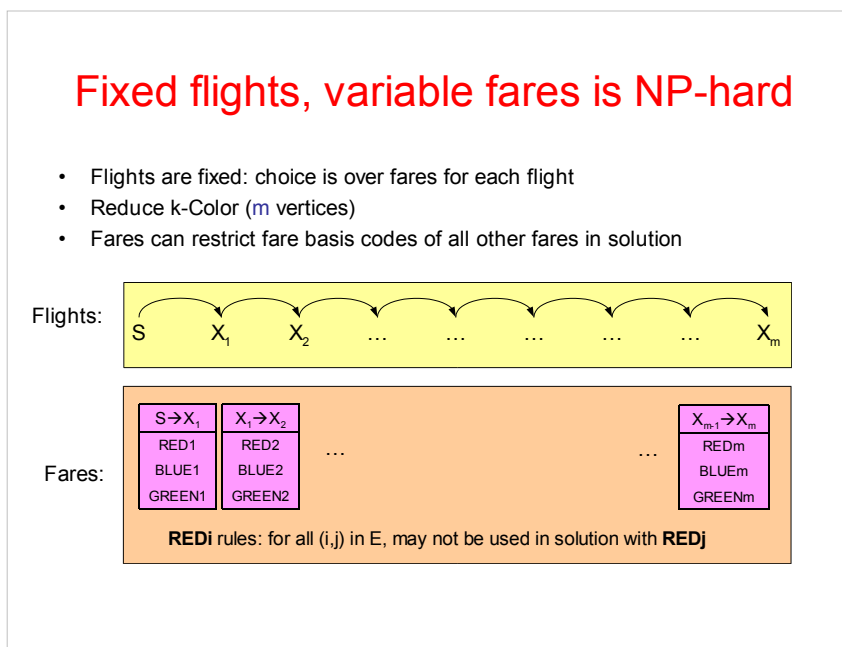 Fixed flights, variable fares is NP-hard
• Flights are fixed: choice is over fares for each flight
• Reduce k-Color (m vertices)
• Fares can restrict fare basis codes of all other fares in solution
Flights:
S X₁ X₂ ... ... ... ... ... Xₘ
Fares:
S→X₁ X₁→X₂ Xₘ₋₁→Xₘ
RED1 RED2 ... ... REDm
BLUE1 BLUE2 BLUEm
GREEN1 GREEN2 GREENm
REDi rules: for all (i,j) in E, may not be used in solution with REDj